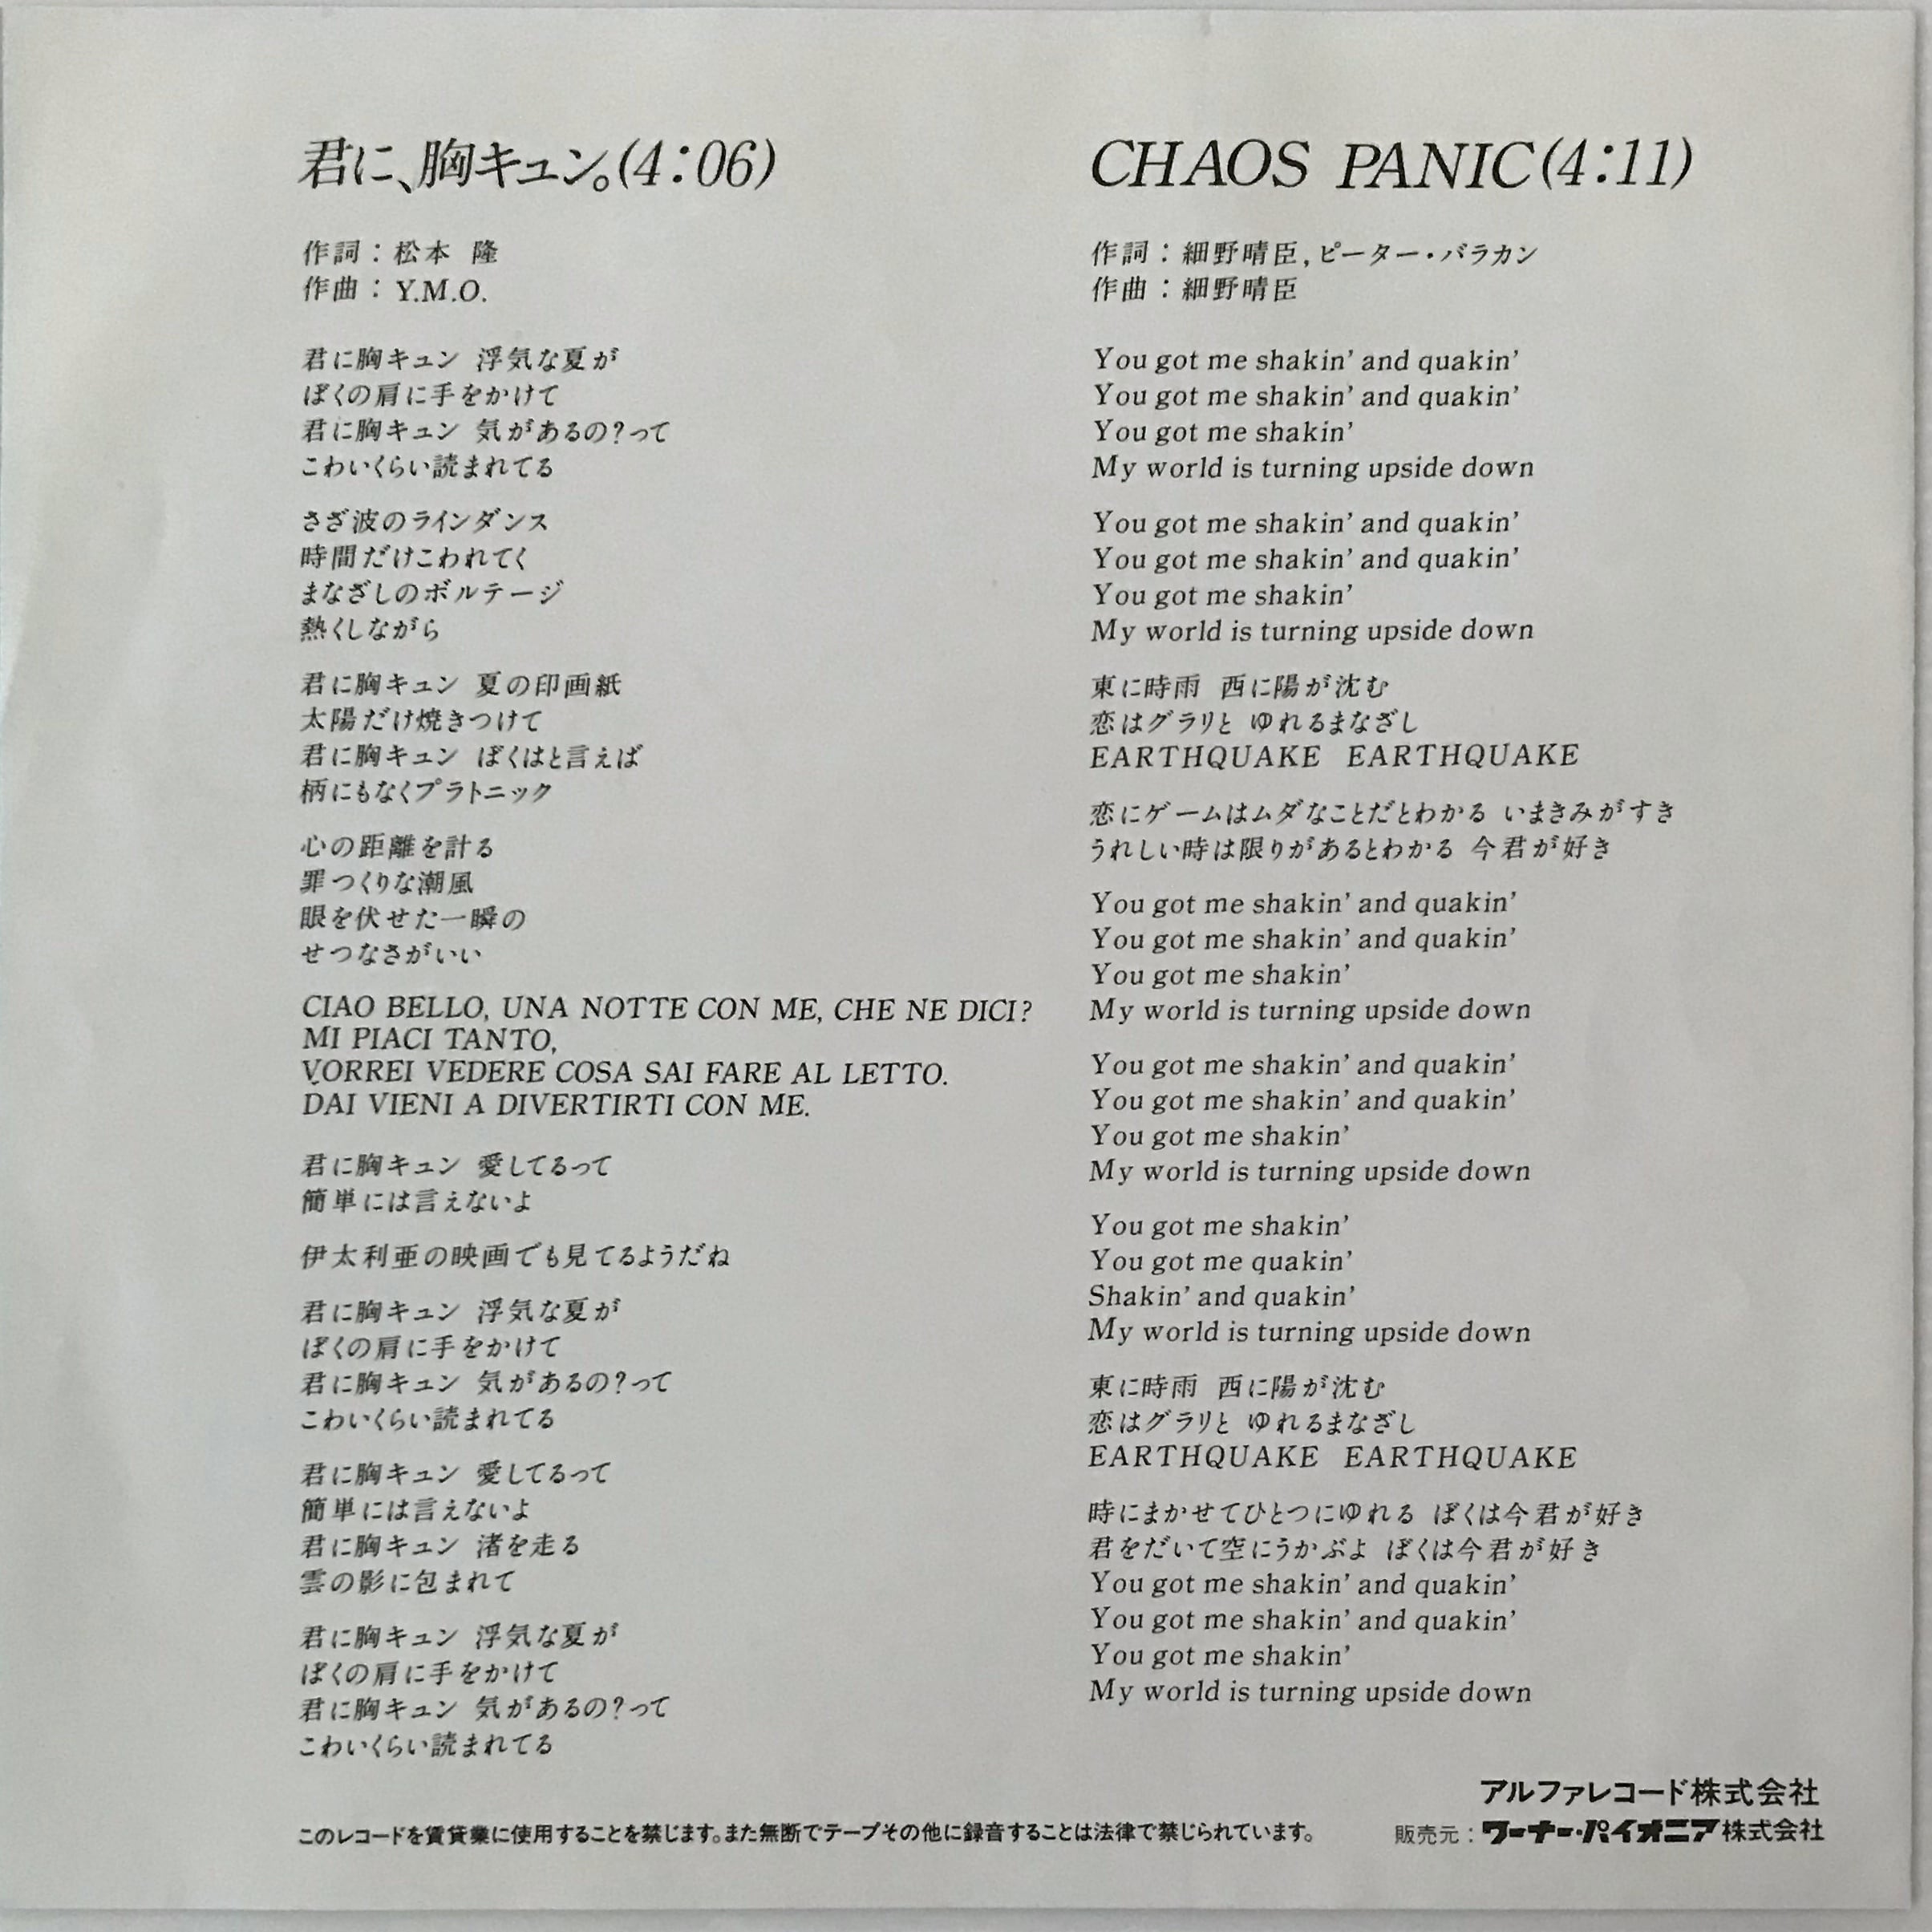 君に、胸キュン。(4：06)
作詞：松本 隆
作曲：Y.M.O.
君に胸キュン 浮気な夏が
ぼくの肩に手をかけて
君に胸キュン 気があるの?って
こわいくらい読まれてる
さざ波のラインダンス
時間だけこわれてく
まなざしのボルテージ
熱くしながら
君に胸キュン 夏の印画紙
太陽だけ焼きつけて
君に胸キュン ぼくはと言えば
柄にもなくプラトニック
心の距離を計る
罪つくりな潮風
眼を伏せた一瞬の
せつなさがいい
CIAO BELLO, UNA NOTTE CON ME, CHE NE DICI?
MI PIACI TANTO,
VORREI VEDERE COSA SAI FARE AL LETTO.
DAI VIENI A DIVERTIRTI CON ME.
君に胸キュン 愛してるって
簡単には言えないよ
伊太利亜の映画でも見てるようだね
君に胸キュン 浮気な夏が
ぼくの肩に手をかけて
君に胸キュン 気があるの?って
こわいくらい読まれてる
君に胸キュン 愛してるって
簡単には言えないよ
君に胸キュン 渚を走る
雲の影に包まれて
君に胸キュン 浮気な夏が
ぼくの肩に手をかけて
君に胸キュン 気があるの?って
こわいくらい読まれてる
CHAOS PANIC(4：11)
作詞：細野晴臣, ピーター・バラカン
作曲：細野晴臣
You got me shakin' and quakin'
You got me shakin' and quakin'
You got me shakin'
My world is turning upside down
You got me shakin' and quakin'
You got me shakin' and quakin'
You got me shakin'
My world is turning upside down
東に時雨 西に陽が沈む
恋はグラリと ゆれるまなざし
EARTHQUAKE EARTHQUAKE
恋にゲームはムダなことだとわかる いまきみがすき
うれしい時は限りがあるとわかる 今君が好き
You got me shakin' and quakin'
You got me shakin' and quakin'
You got me shakin'
My world is turning upside down
You got me shakin' and quakin'
You got me shakin' and quakin'
You got me shakin'
My world is turning upside down
You got me shakin'
You got me quakin'
Shakin' and quakin'
My world is turning upside down
東に時雨 西に陽が沈む
恋はグラリと ゆれるまなざし
EARTHQUAKE EARTHQUAKE
時にまかせてひとつにゆれる ぼくは今君が好き
君をだいて空にうかぶよ ぼくは今君が好き
You got me shakin' and quakin'
You got me shakin' and quakin'
You got me shakin'
My world is turning upside down
アルファレコード株式会社
このレコードを賃貸業に使用することを禁じます。また無断でテープその他に録音することは法律で禁じられています。
販売元：ワーナー・パイオニア株式会社